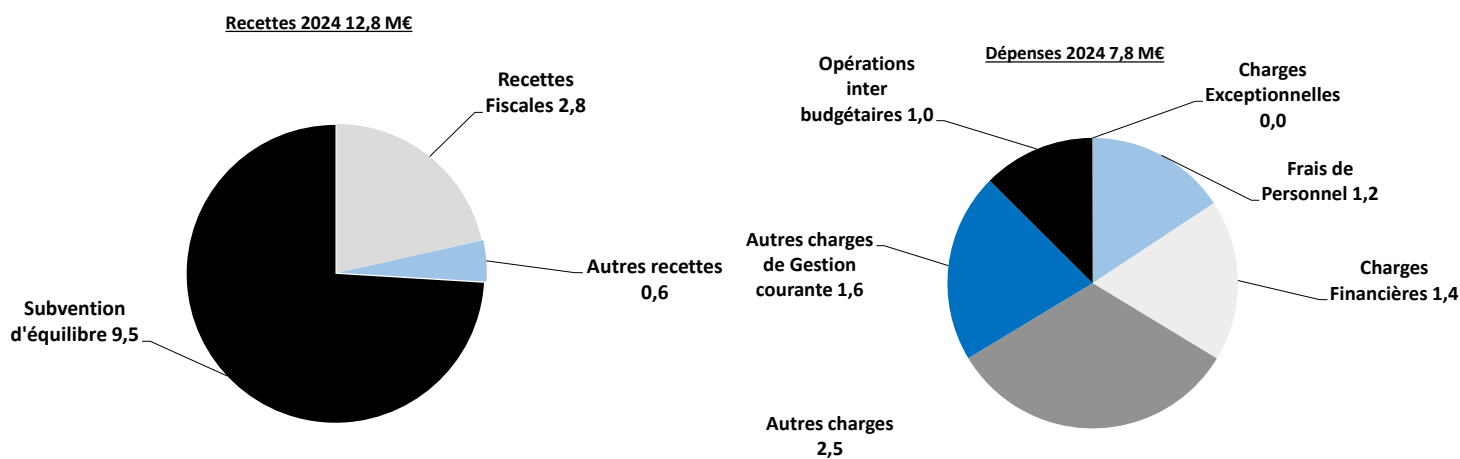 Recettes 2024 12,8 M€
Recettes
Fiscales 2,8
Autres recettes
0,6
Subvention
d'équilibre 9,5
Dépenses 2024 7,8 M€
Opérations
inter
budgétaires 1,0
Charges
Exceptionnelles
0,0
Frais de
Personnel 1,2
Charges
Financières 1,4
Autres charges
de Gestion
courante 1,6
Autres charges
2,5